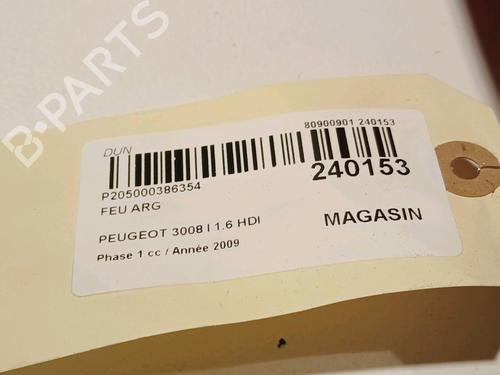 B-PARTS
DUN
80900901 240153
P205000386354
240153
FEU ARG
MAGASIN
PEUGEOT 3008 I 1.6 HDI
Phase 1 cc / Année 2009